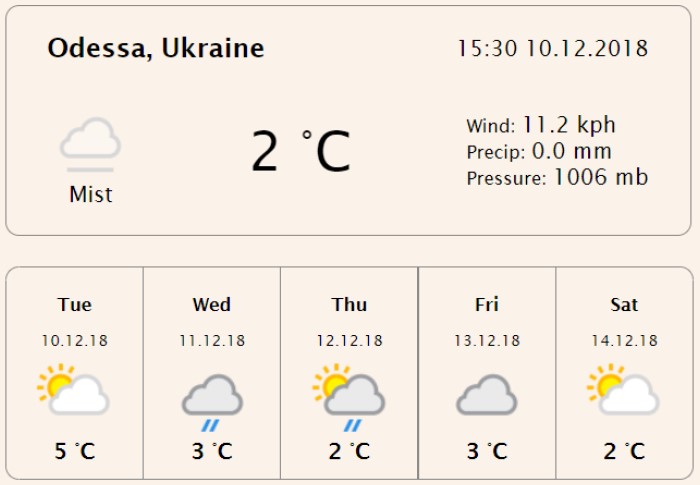 Odessa, Ukraine 15:30 10.12.2018
Mist
2 °C
Wind: 11.2 kph
Precip: 0.0 mm
Pressure: 1006 mb
Tue Wed Thu Fri Sat
10.12.18 11.12.18 12.12.18 13.12.18 14.12.18
5 °C 3 °C 2 °C 3 °C 2 °C